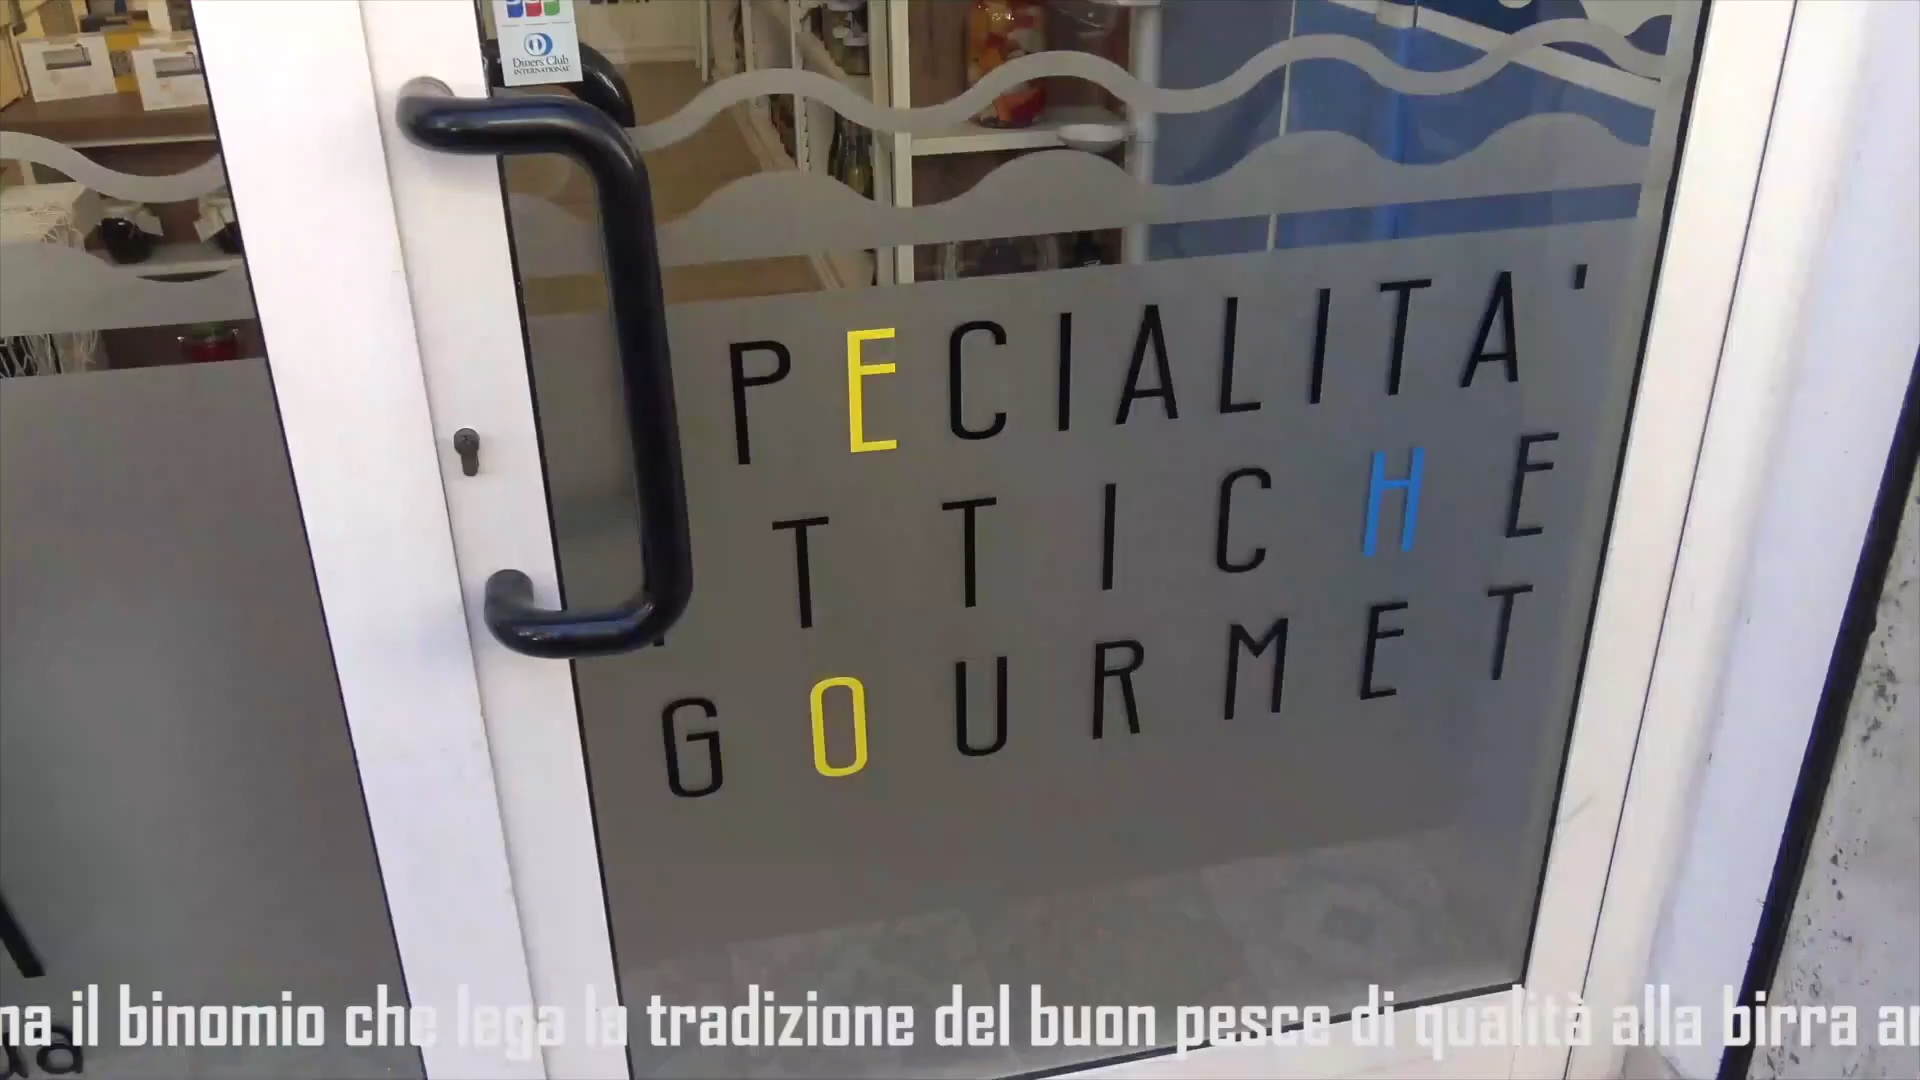 Diners Club
INTERNATIONAL
PECIALITA'
TTICHE
GOURMET
na il binomio che lega la tradizione del buon pesce di qualità alla birra ar